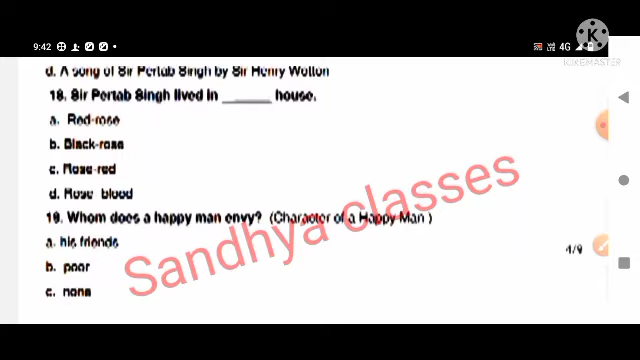 9:42
4G
K
KINEMASTER
d. A song of Sir Pertab Singh by Sir Henry Wotton
18. Sir Pertab Singh lived in ______ house.
a. Red-rose
b. Black-rose
c. Rose-red
d. Rose blood
19. Whom does a happy man envy? (Character of a Happy Man )
a. his friends
4/9
b. poor
c. none
Sandhya classes